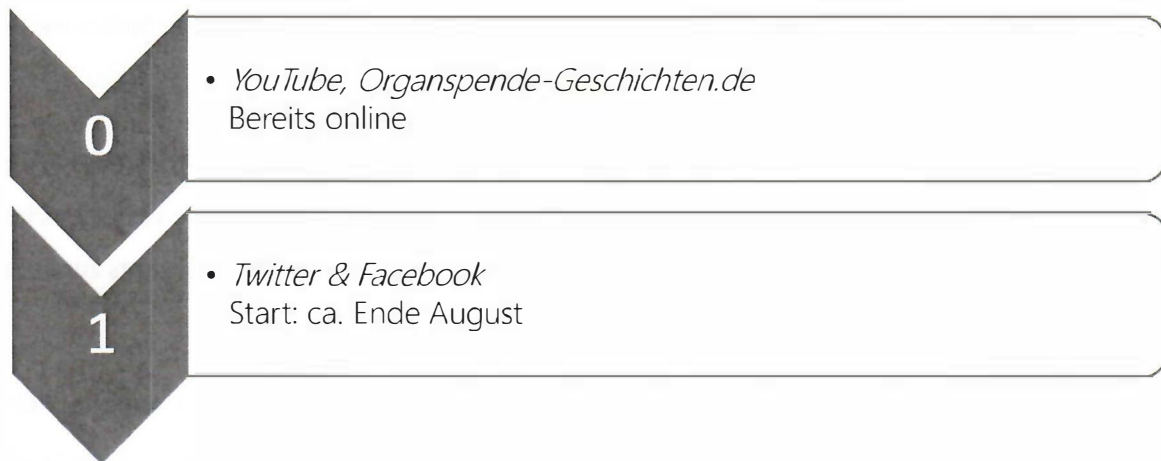 0
• YouTube, Organspende-Geschichten.de
Bereits online
1
• Twitter & Facebook
Start: ca. Ende August